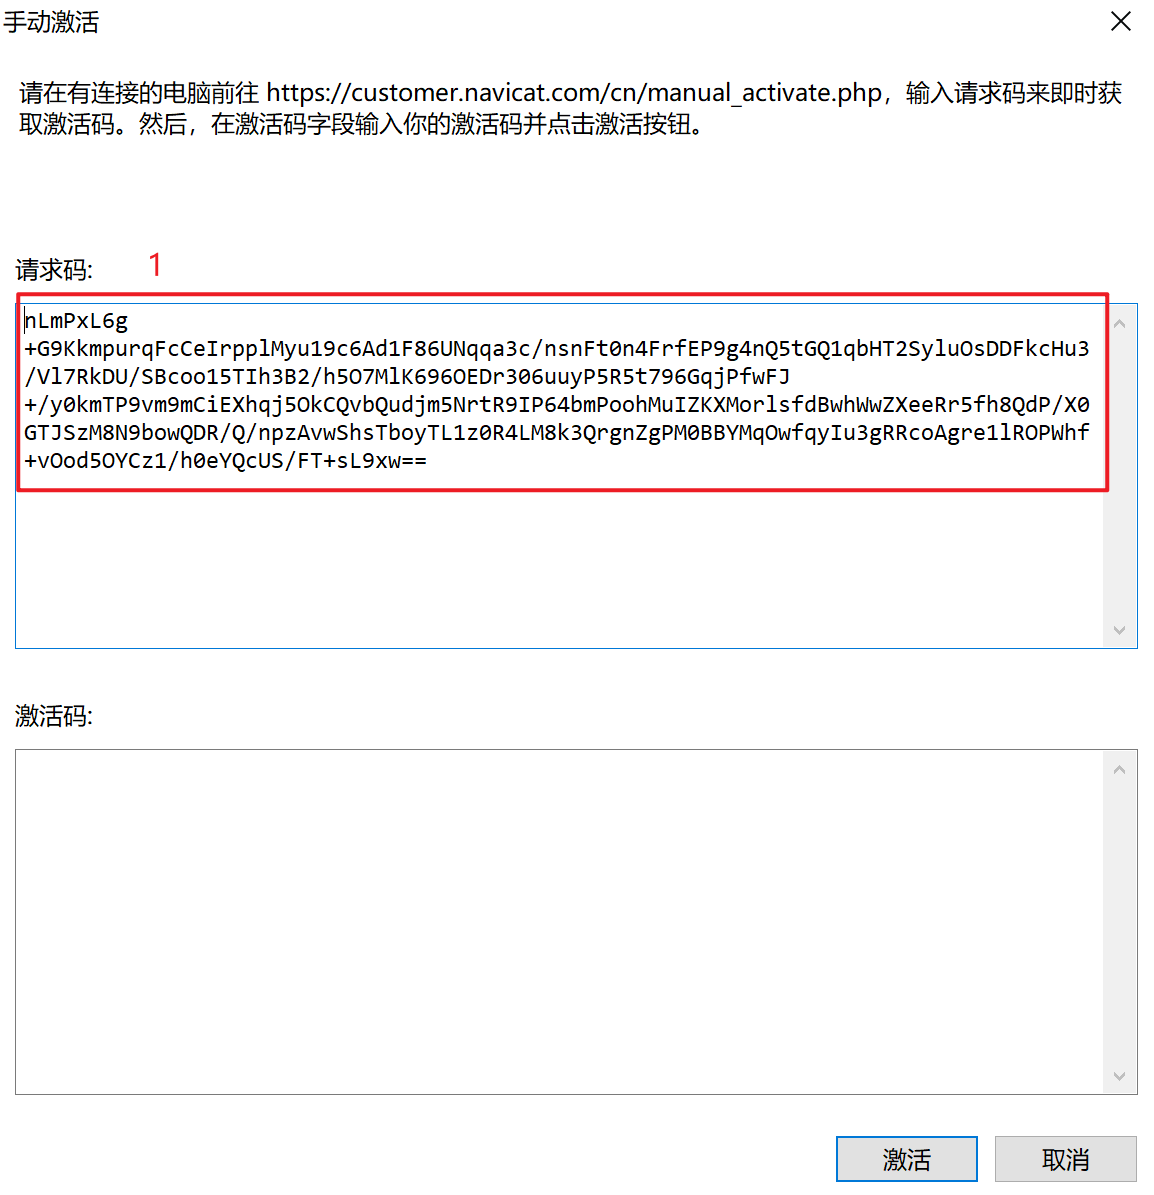 手动激活
请在有连接的电脑前往 https://customer.navicat.com/cn/manual_activate.php，输入请求码来即时获
取激活码。然后，在激活码字段输入你的激活码并点击激活按钮。
请求码:
1
nLmPxL6g
+G9KkmpurqFcCeIrpplMyu19c6Ad1F86UNqqa3c/nsnFt0n4FrfEP9g4nQ5tGQ1qbHT2SyluOsDDFkcHu3
/Vl7RkDU/SBcoo15TIh3B2/h5O7MlK696OEDr306uuyP5R5t796GqjPfwFJ
+/y0kmTP9vm9mCiEXhqj5OkCQvbQudjm5NrtR9IP64bmPoohMuIZKXMorlsfdBwhWwZXeeRr5fh8QdP/X0
GTJSzM8N9bowQDR/Q/npzAvwShsTboyTL1z0R4LM8k3QrgnZgPM0BBYMqOwfqyIu3gRRcoAgre1lROPWhf
+vOod5OYCz1/h0eYQcUS/FT+sL9xw==
激活码:
激活
取消